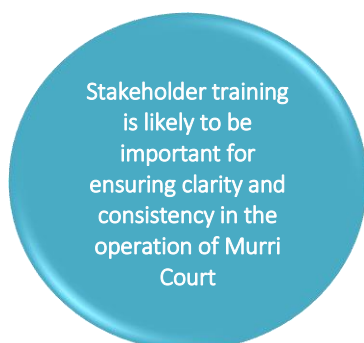 Stakeholder training
is likely to be
important for
ensuring clarity and
consistency in the
operation of Murri
Court